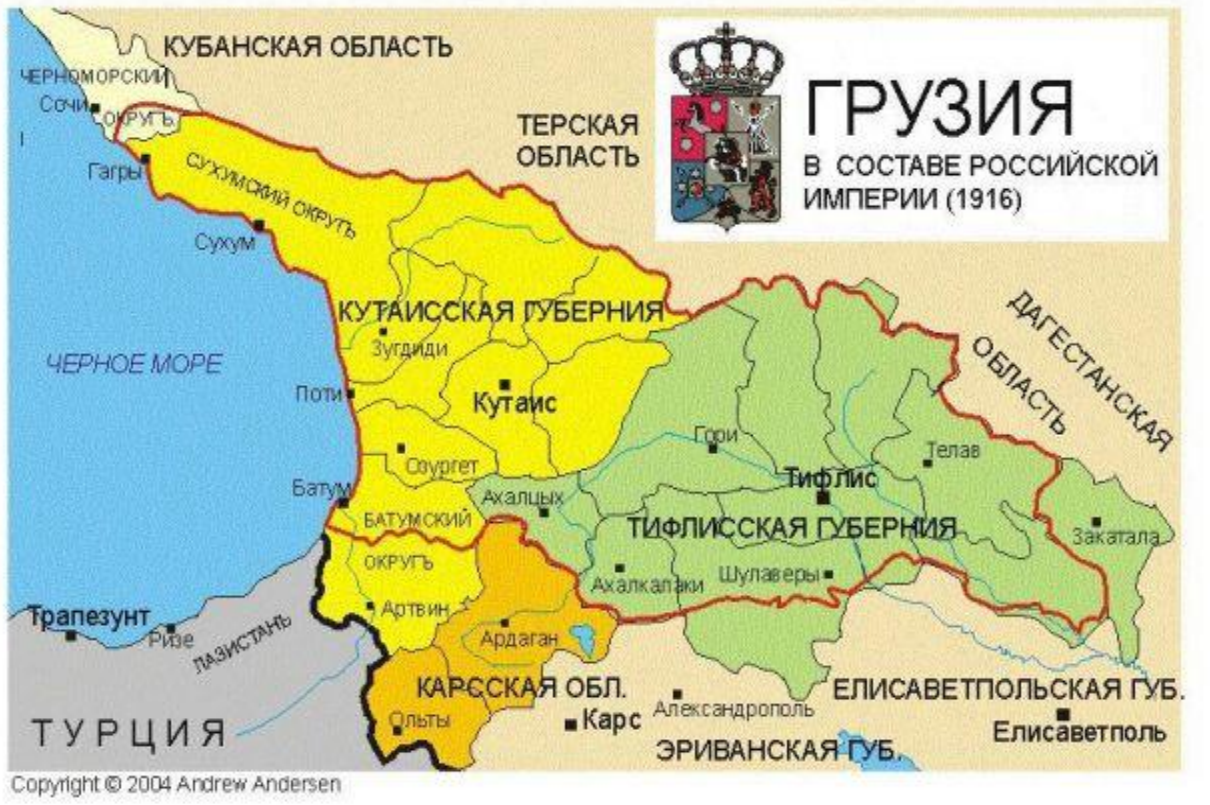 КУБАНСКАЯ ОБЛАСТЬ
ЧЕРНОМОРСКИЙ
ОКРУГЪ
Сочи
ТЕРСКАЯ
ОБЛАСТЬ
ГРУЗИЯ
В СОСТАВЕ РОССИЙСКОЙ
ИМПЕРИИ (1916)
Гагры
СУХУМСКИЙ ОКРУГЪ
Сухум
КУТАИССКАЯ ГУБЕРНИЯ
Зугдиди
ДАГЕСТАНСКАЯ
ОБЛАСТЬ
ЧЕРНОЕ МОРЕ
Поти
Кутаис
Гори
Телав
Озургет
Тифлис
Батум
Ахалцых
БАТУМСКИЙ
ОКРУГЪ
ТИФЛИССКАЯ ГУБЕРНИЯ
Закатала
Ахалкалаки
Шулаверы
Артвин
Трапезунт
Ризе
ЛАЗИСТАНЬ
Ардаган
КАРССКАЯ ОБЛ.
ЕЛИСАВЕТПОЛЬСКАЯ ГУБ.
Александрополь
Ольты
Карс
Елисаветполь
ТУРЦИЯ
ЭРИВАНСКАЯ ГУБ.
Copyright © 2004 Andrew Andersen